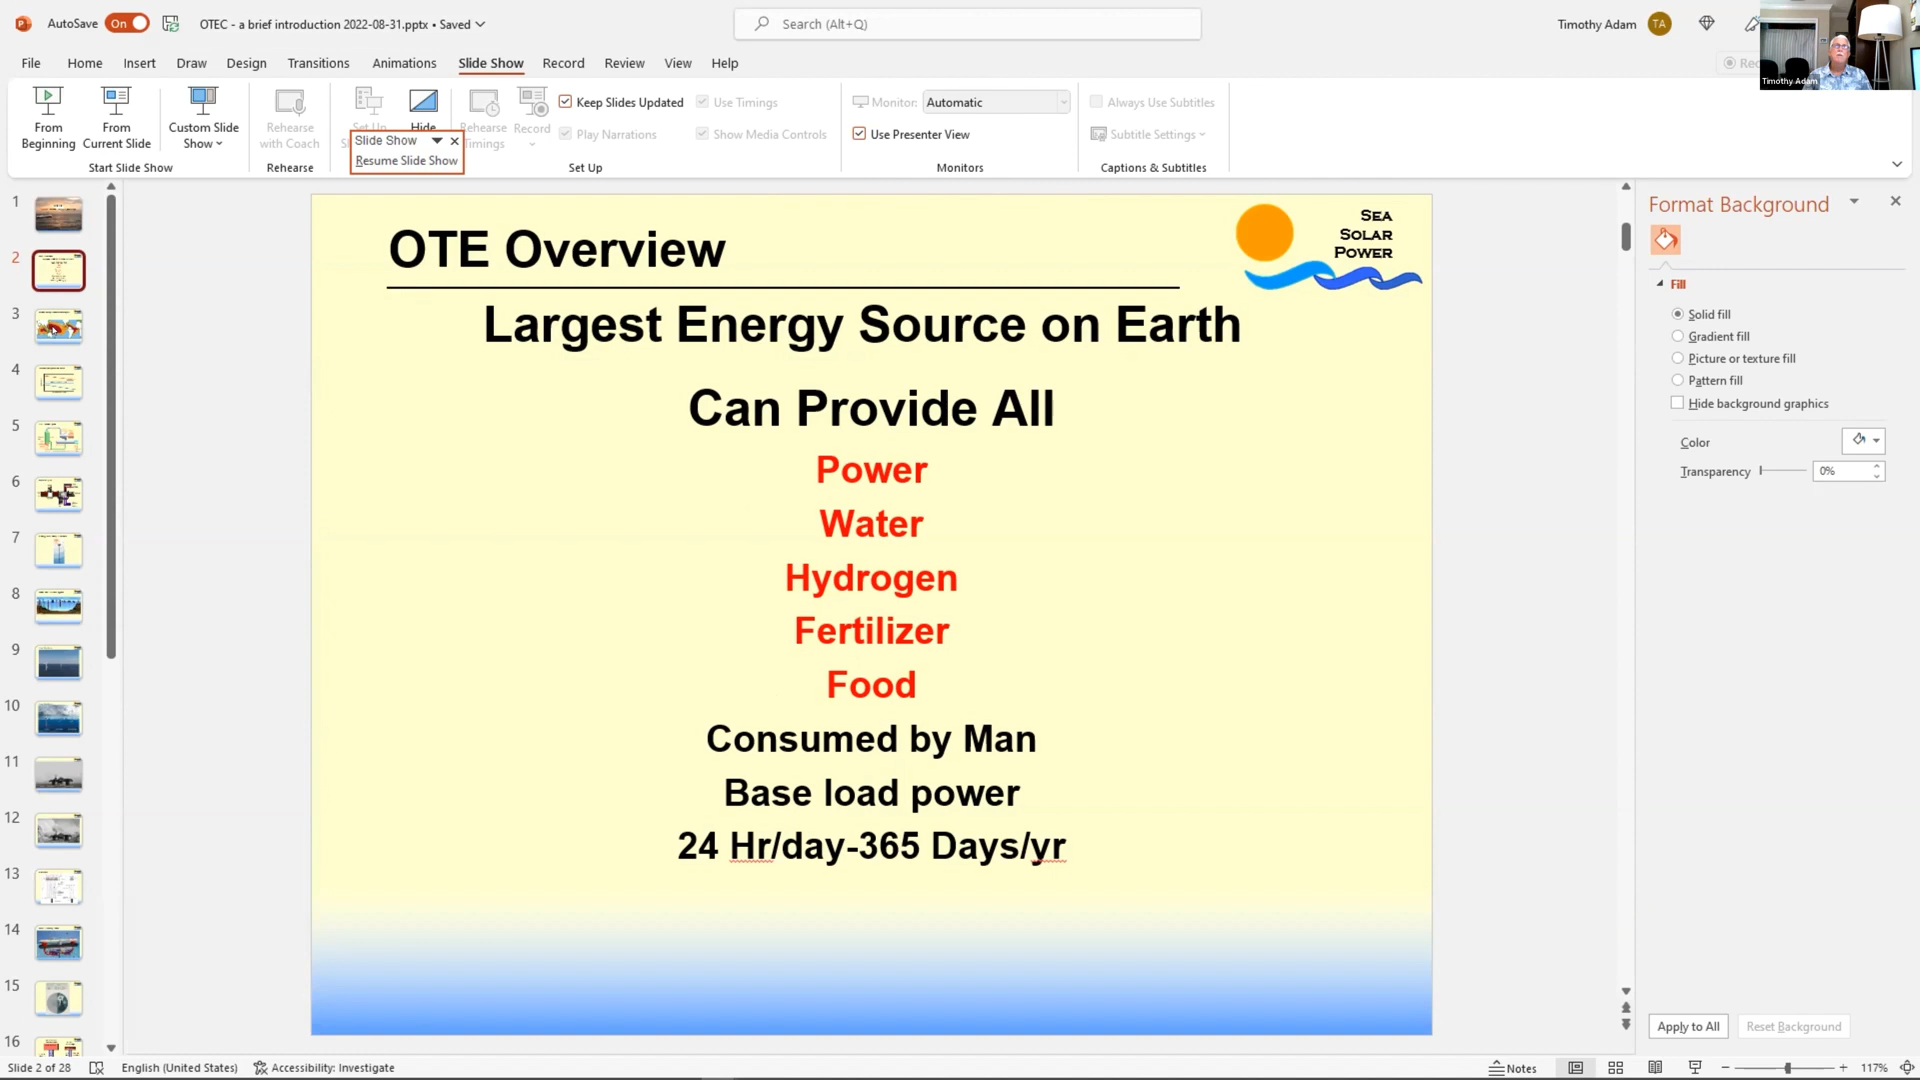 AutoSave On OTEC - a brief introduction 2022-08-31.pptx • Saved Search (Alt+Q) Timothy Adam TA
File Home Insert Draw Design Transitions Animations Slide Show Record Review View Help
Timothy Adam
From Beginning
From Current Slide
Custom Slide Show
Start Slide Show
Rehearse with Coach
Rehearse
Hide
Slide Show
Resume Slide Show
Rehearse Timings
Record
Keep Slides Updated
Play Narrations
Use Timings
Show Media Controls
Set Up
Monitor: Automatic
Use Presenter View
Monitors
Always Use Subtitles
Subtitle Settings
Captions & Subtitles
1
2
3
4
5
6
7
8
9
10
11
12
13
14
15
16
OTE Overview
SEA
SOLAR
POWER
Largest Energy Source on Earth
Can Provide All
Power
Water
Hydrogen
Fertilizer
Food
Consumed by Man
Base load power
24 Hr/day-365 Days/yr
Format Background
Fill
Solid fill
Gradient fill
Picture or texture fill
Pattern fill
Hide background graphics
Color
Transparency 0%
Apply to All Reset Background
Slide 2 of 28 English (United States) Accessibility: Investigate Notes 117%